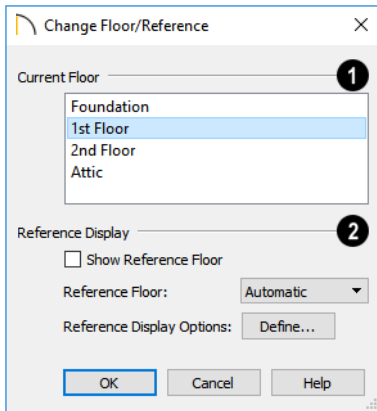 Change Floor/Reference
Current Floor 1
Foundation
1st Floor
2nd Floor
Attic
Reference Display 2
Show Reference Floor
Reference Floor: Automatic
Reference Display Options: Define...
OK Cancel Help